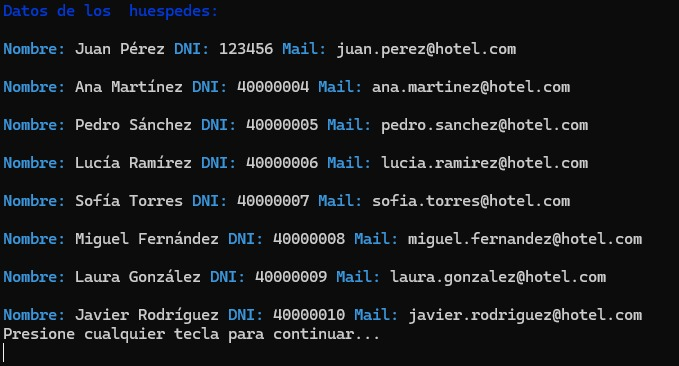 Datos de los  huespedes:
Nombre: Juan Pérez DNI: 123456 Mail: juan.perez@hotel.com
Nombre: Ana Martínez DNI: 40000004 Mail: ana.martinez@hotel.com
Nombre: Pedro Sánchez DNI: 40000005 Mail: pedro.sanchez@hotel.com
Nombre: Lucía Ramírez DNI: 40000006 Mail: lucia.ramirez@hotel.com
Nombre: Sofía Torres DNI: 40000007 Mail: sofia.torres@hotel.com
Nombre: Miguel Fernández DNI: 40000008 Mail: miguel.fernandez@hotel.com
Nombre: Laura González DNI: 40000009 Mail: laura.gonzalez@hotel.com
Nombre: Javier Rodríguez DNI: 40000010 Mail: javier.rodriguez@hotel.com
Presione cualquier tecla para continuar...